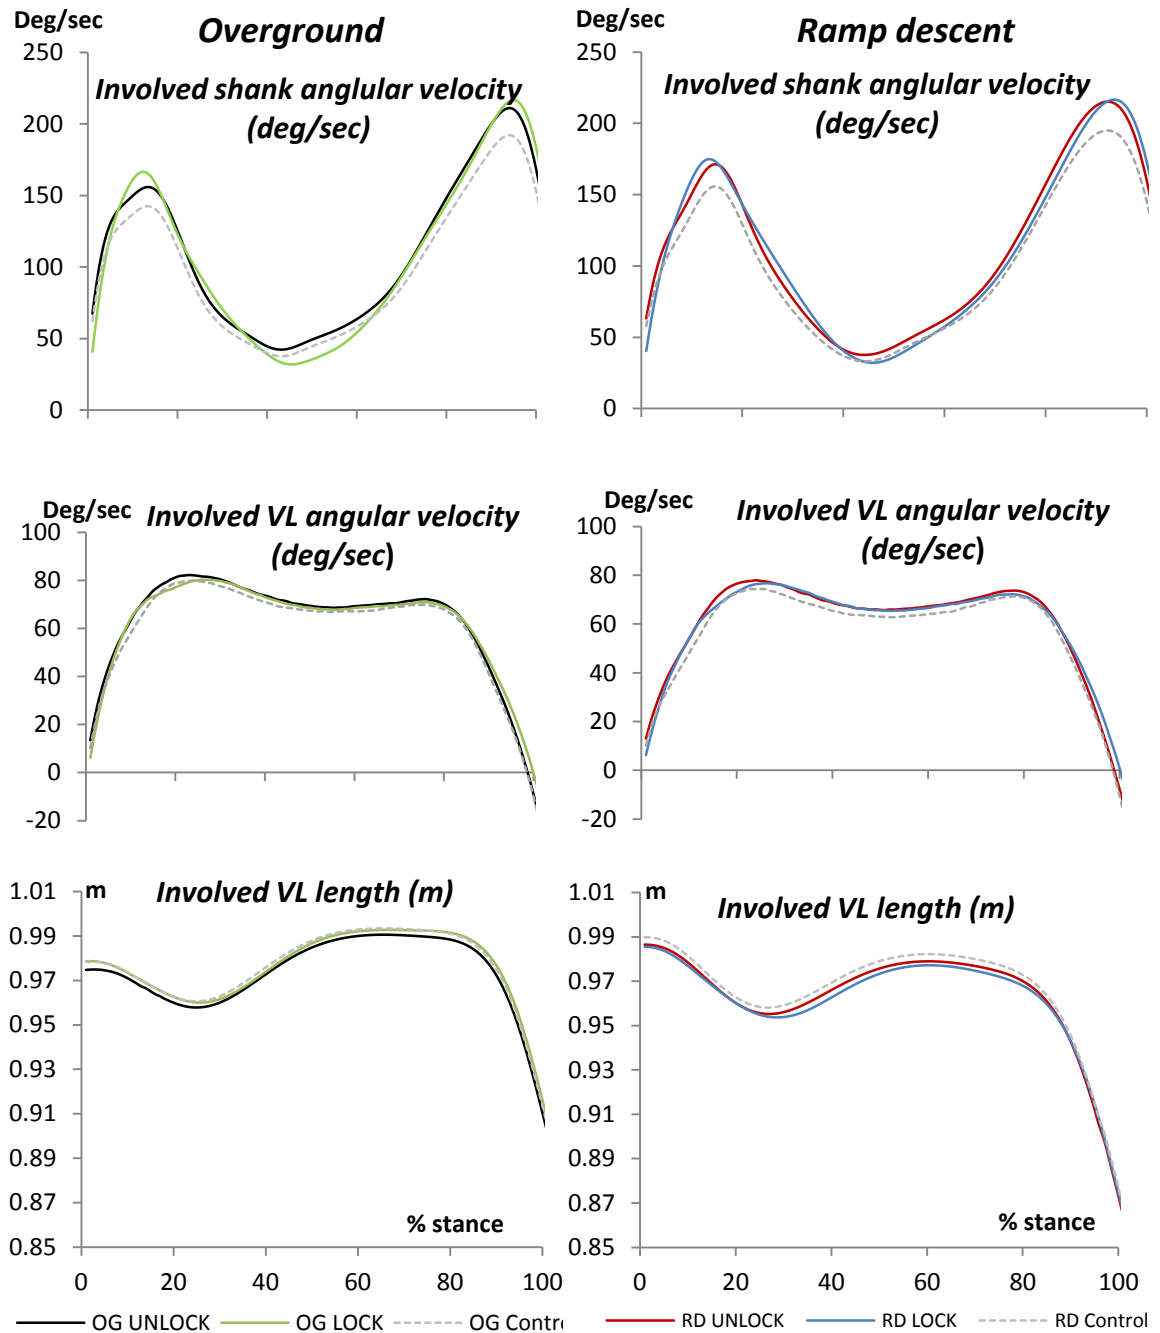 Deg/sec
Overground
250
Involved shank anglular velocity
(deg/sec)
200
150
100
50
0
Deg/sec
Ramp descent
250
Involved shank angular velocity
(deg/sec)
200
150
100
50
0
Deg/sec
Involved VL angular velocity
(deg/sec)
100
80
60
40
20
0
-20
Deg/sec
Involved VL angular velocity
(deg/sec)
100
80
60
40
20
0
-20
1.01
m
Involved VL length (m)
0.99
0.97
0.95
0.93
0.91
0.89
0.87
0.85
% stance
0 20 40 60 80 100
OG UNLOCK OG LOCK OG Contr
1.01
m
Involved VL length (m)
0.99
0.97
0.95
0.93
0.91
0.89
0.87
0.85
% stance
0 20 40 60 80 100
RD UNLOCK RD LOCK RD Control